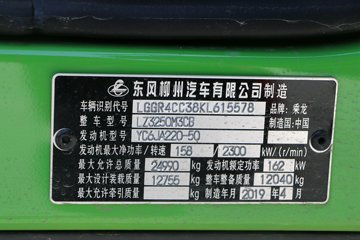 东风柳州汽车有限公司 制造
车辆识别代号 LGGR4CC38KL615578 品牌：乘龙
整车型号 LZ3250M3CB 制造国：中国
发动机型号 YC6JA220-50
发动机最大净功率/转速 158 / 2300 kW/(r/min)
最大允许总质量 24990 kg 发动机额定功率 162 kW
最大设计装载质量 12755 kg 整车整备质量 12040 kg
最大允许牵引质量 kg 制造年月 2019 年 4 月